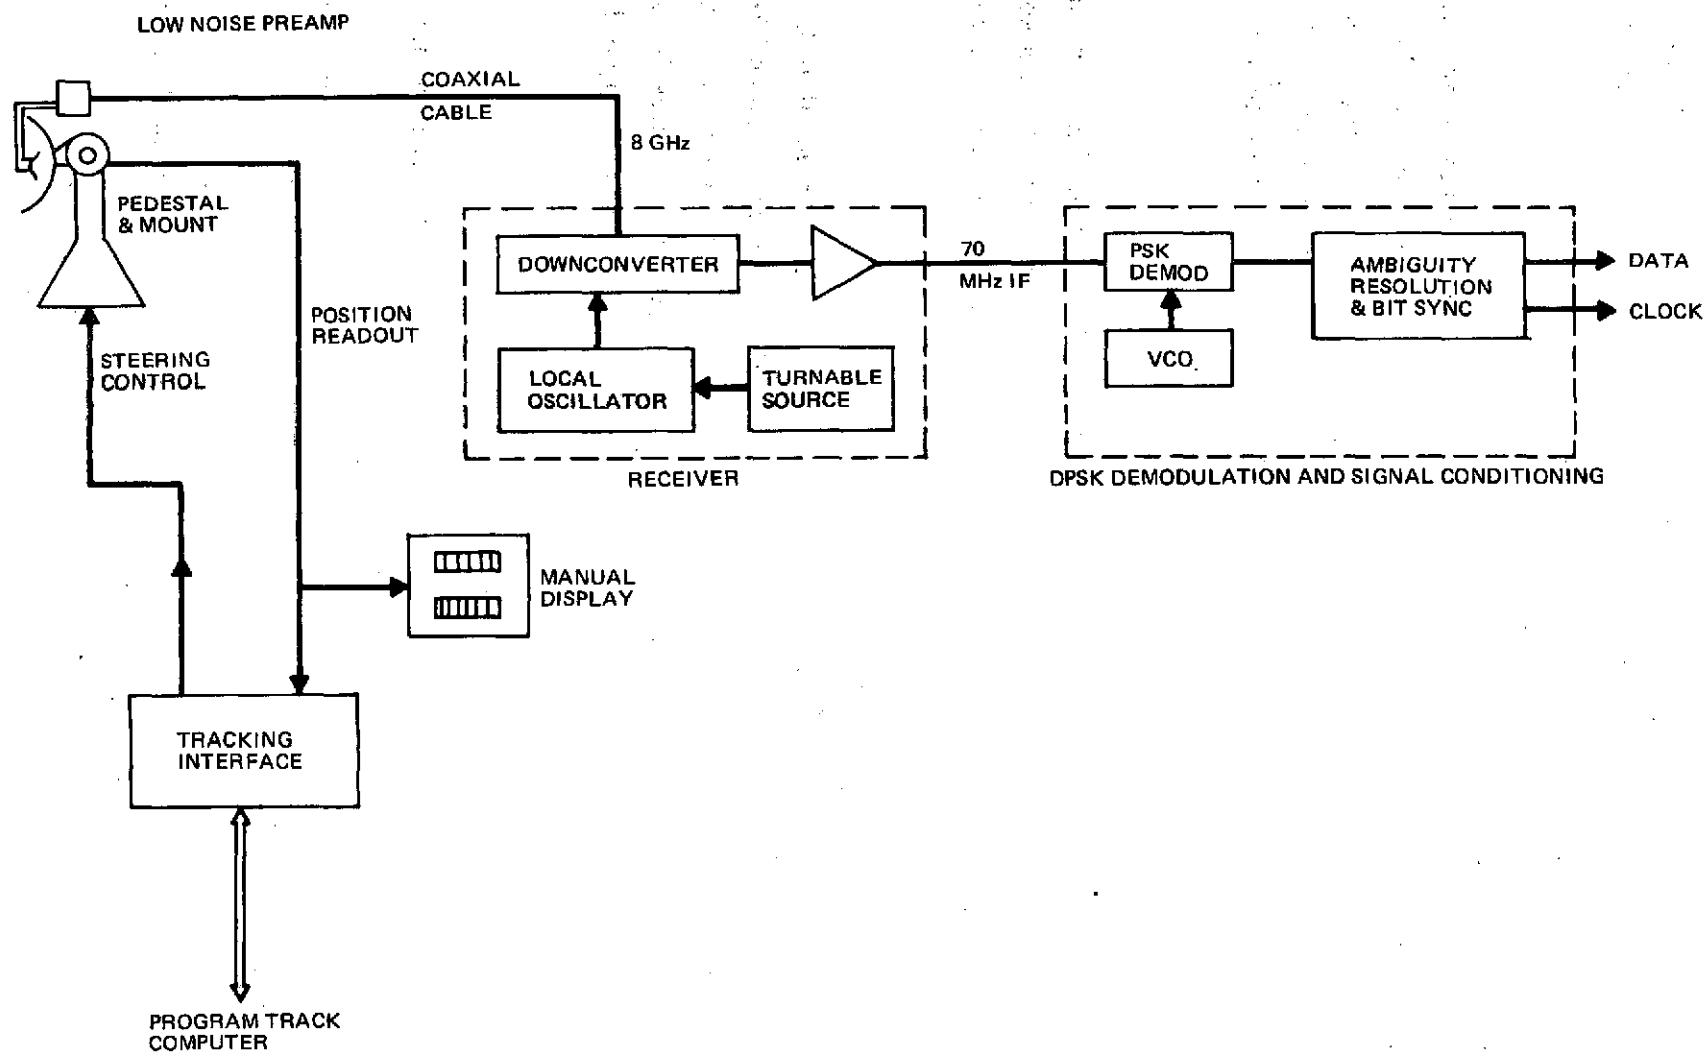 LOW NOISE PREAMP
COAXIAL
CABLE
8 GHz
PEDESTAL
& MOUNT
POSITION
READOUT
STEERING
CONTROL
DOWNCONVERTER
LOCAL
OSCILLATOR
TURNABLE
SOURCE
RECEIVER
70
MHz IF
PSK
DEMOD
VCO
AMBIGUITY
RESOLUTION
& BIT SYNC
DATA
CLOCK
DPSK DEMODULATION AND SIGNAL CONDITIONING
MANUAL
DISPLAY
TRACKING
INTERFACE
PROGRAM TRACK
COMPUTER